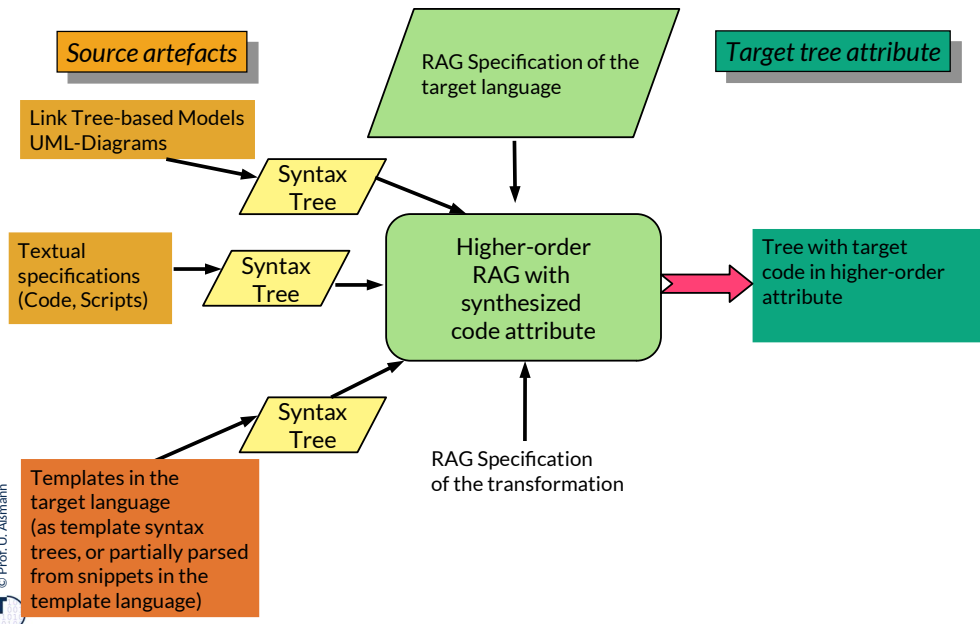 Source artefacts
RAG Specification of the
target language
Target tree attribute
Link Tree-based Models
UML-Diagrams
Syntax
Tree
Textual
specifications
(Code, Scripts)
Syntax
Tree
Higher-order
RAG with
synthesized
code attribute
Tree with target
code in higher-order
attribute
Syntax
Tree
RAG Specification
of the transformation
Templates in the
target language
(as template syntax
trees, or partially parsed
from snippets in the
template language)
© Prof. U. Aßmann